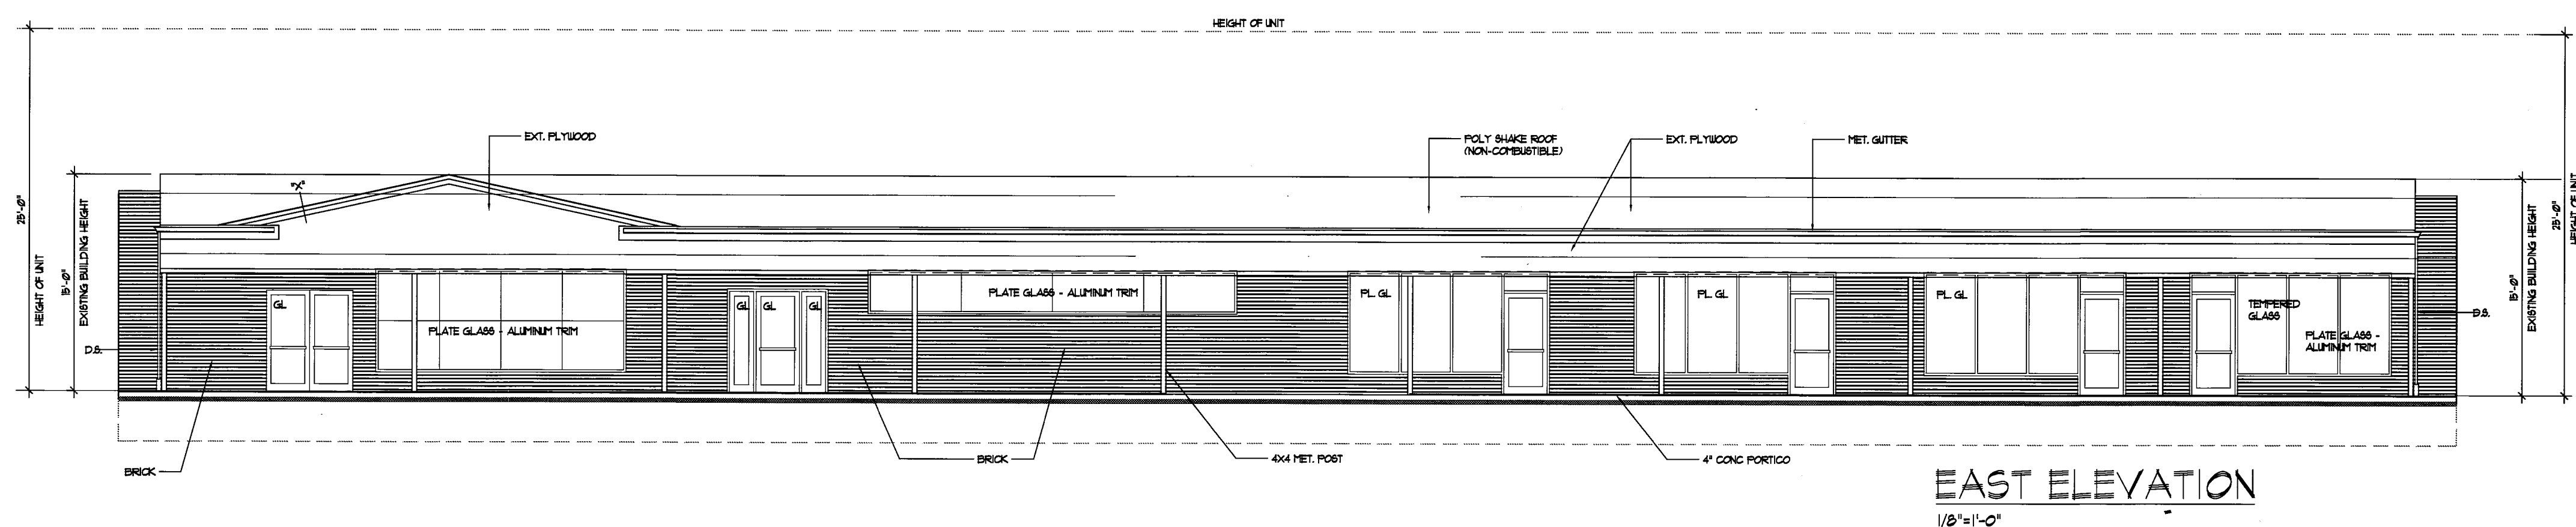 HEIGHT OF UNIT
EXT. PLYWOOD
POLY SHAKE ROOF
(NON-COMBUSTIBLE)
EXT. PLYWOOD
MET. GUTTER
"X"
25'-0"
HEIGHT OF UNIT
15'-0"
EXISTING BUILDING HEIGHT
15'-0"
EXISTING BUILDING HEIGHT
25'-0"
HEIGHT OF UNIT
GL
PLATE GLASS - ALUMINUM TRIM
GL
GL
GL
PLATE GLASS - ALUMINUM TRIM
PL. GL
PL. GL
PL. GL
TEMPERED
GLASS
PLATE GLASS -
ALUMINUM TRIM
D.S.
D.S.
BRICK
BRICK
4X4 MET. POST
4" CONC PORTICO
EAST ELEVATION
1/8"=1'-0"